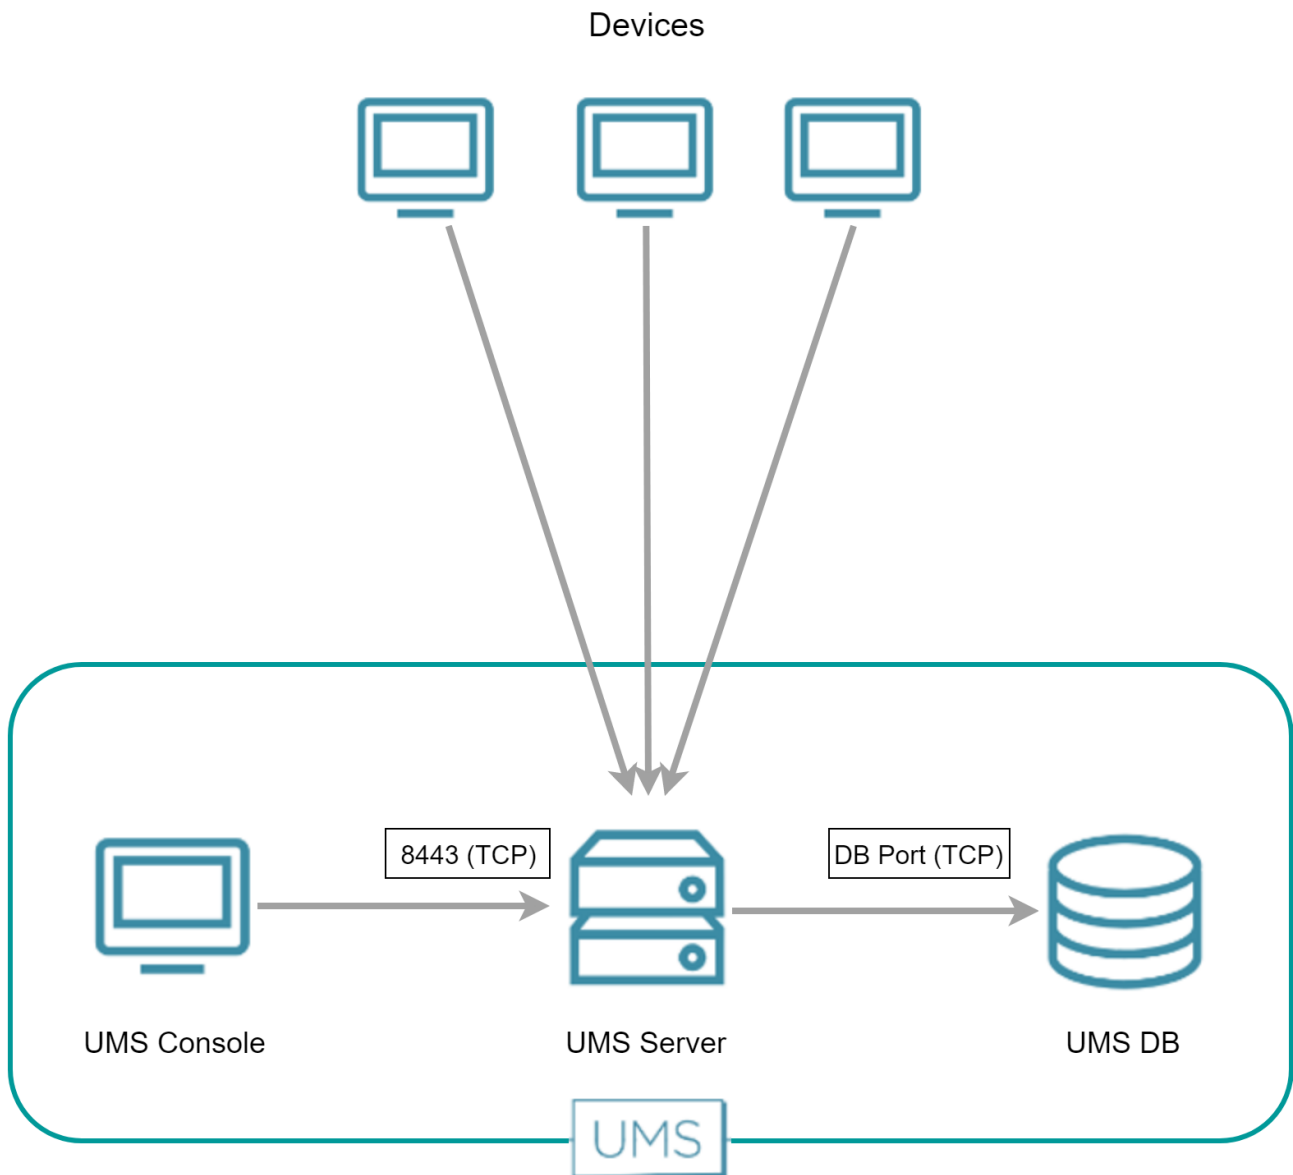 Devices
8443 (TCP)
DB Port (TCP)
UMS Console
UMS Server
UMS DB
UMS